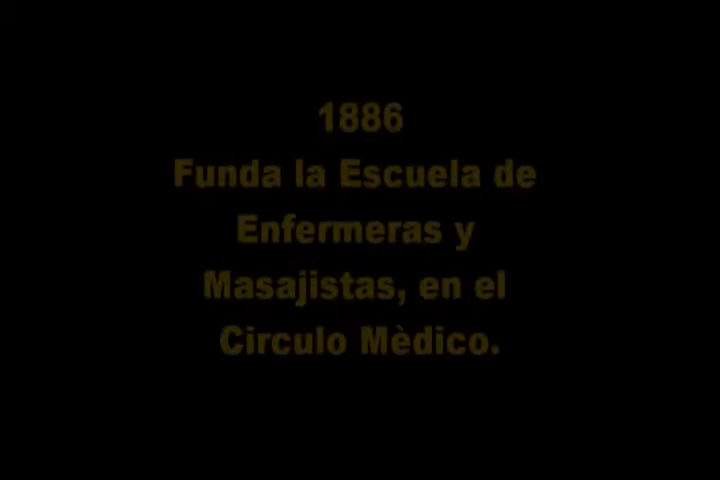 1886
Funda la Escuela de
Enfermeras y
Masajistas, en el
Circulo Mèdico.